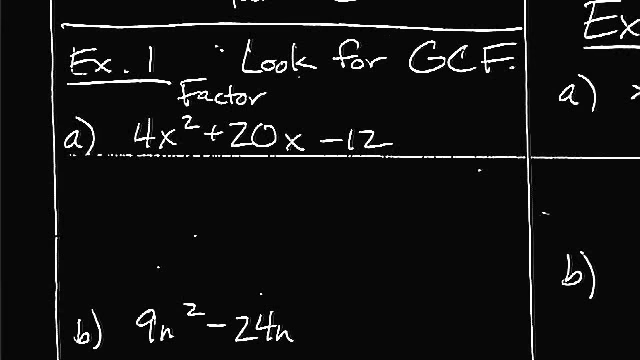 Ex. 1 Look for GCF.
Factor
a) 4x² + 20x - 12
b) 9n² - 24n
Ex
a)
b)